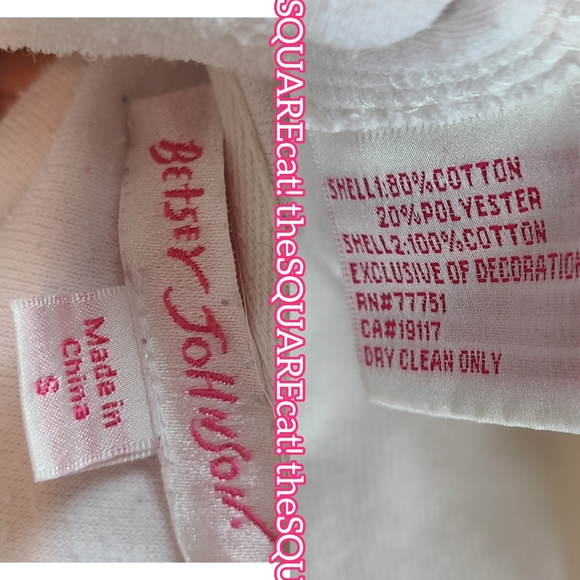 BETSEY JOHNSON.
Made in
China
S
SQUAREcat! theSQUAREcat! theSQUAREcat! theSQU
SHELL1:80%COTTON
20%POLYESTER
SHELL2:100%COTTON
EXCLUSIVE OF DECORATION
RN#77751
CA#19117
DRY CLEAN ONLY